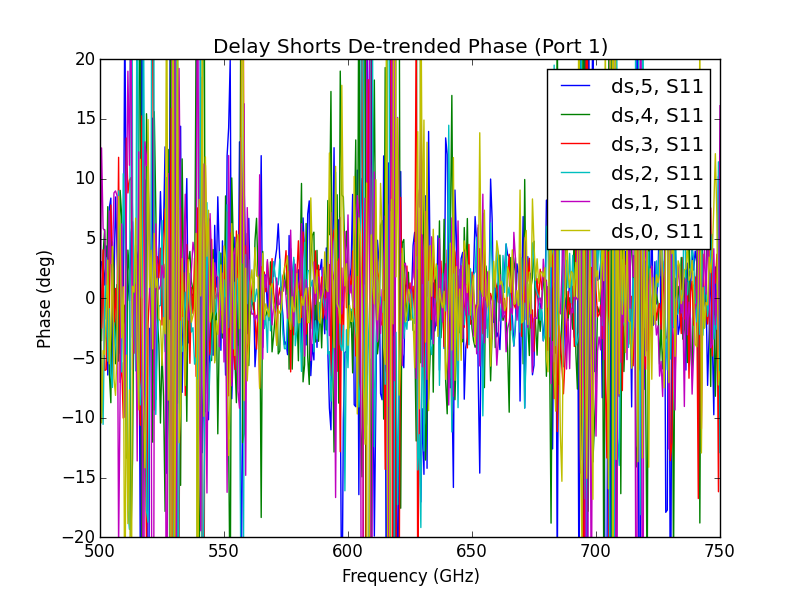 Delay Shorts De-trended Phase (Port 1)
20
15
10
5
0
−5
−10
−15
−20
Phase (deg)
ds,5, S11
ds,4, S11
ds,3, S11
ds,2, S11
ds,1, S11
ds,0, S11
500 550 600 650 700 750
Frequency (GHz)